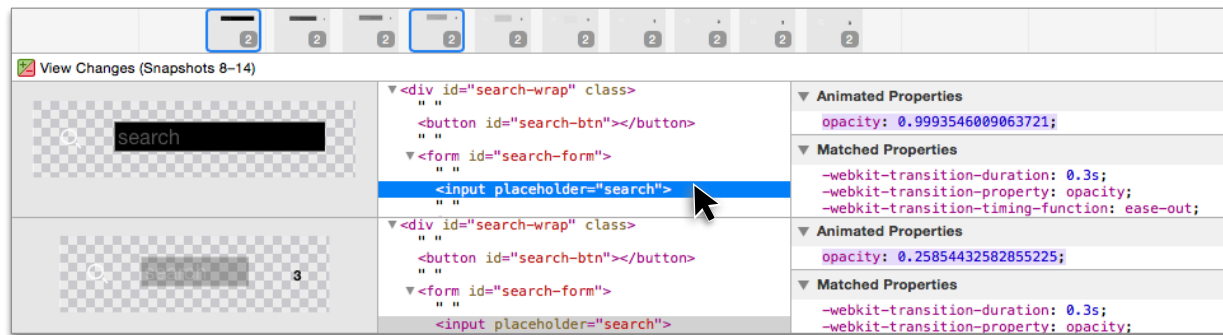 2 2 2 2 2 2 2 2 2 2
View Changes (Snapshots 8–14)
search
▼<div id="search-wrap" class>
" "
<button id="search-btn"></button>
" "
▼<form id="search-form">
" "
<input placeholder="search">
" "
▼ Animated Properties
opacity: 0.9993546009063721;
▼ Matched Properties
-webkit-transition-duration: 0.3s;
-webkit-transition-property: opacity;
-webkit-transition-timing-function: ease-out;
search
3
▼<div id="search-wrap" class>
" "
<button id="search-btn"></button>
" "
▼<form id="search-form">
" "
<input placeholder="search">
▼ Animated Properties
opacity: 0.25854432582855225;
▼ Matched Properties
-webkit-transition-duration: 0.3s;
-webkit-transition-property: opacity;